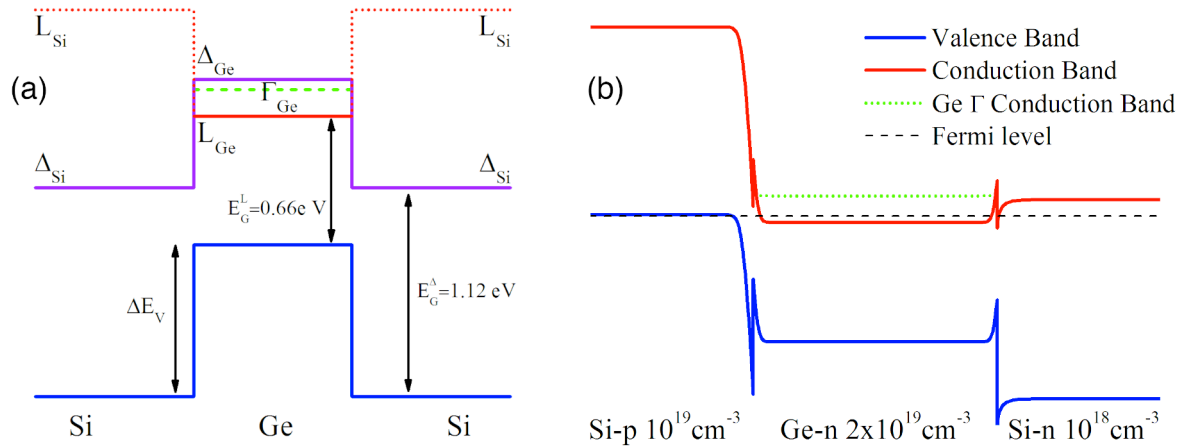 (a)
L_Si
L_Si
Δ_Ge
Γ_Ge
L_Ge
Δ_Si
Δ_Si
E_G^L=0.66e V
ΔE_V
E_G^Δ=1.12 eV
Si
Ge
Si
(b)
Valence Band
Conduction Band
Ge Γ Conduction Band
Fermi level
Si-p 10^19cm^-3
Ge-n 2x10^19cm^-3
Si-n 10^18cm^-3